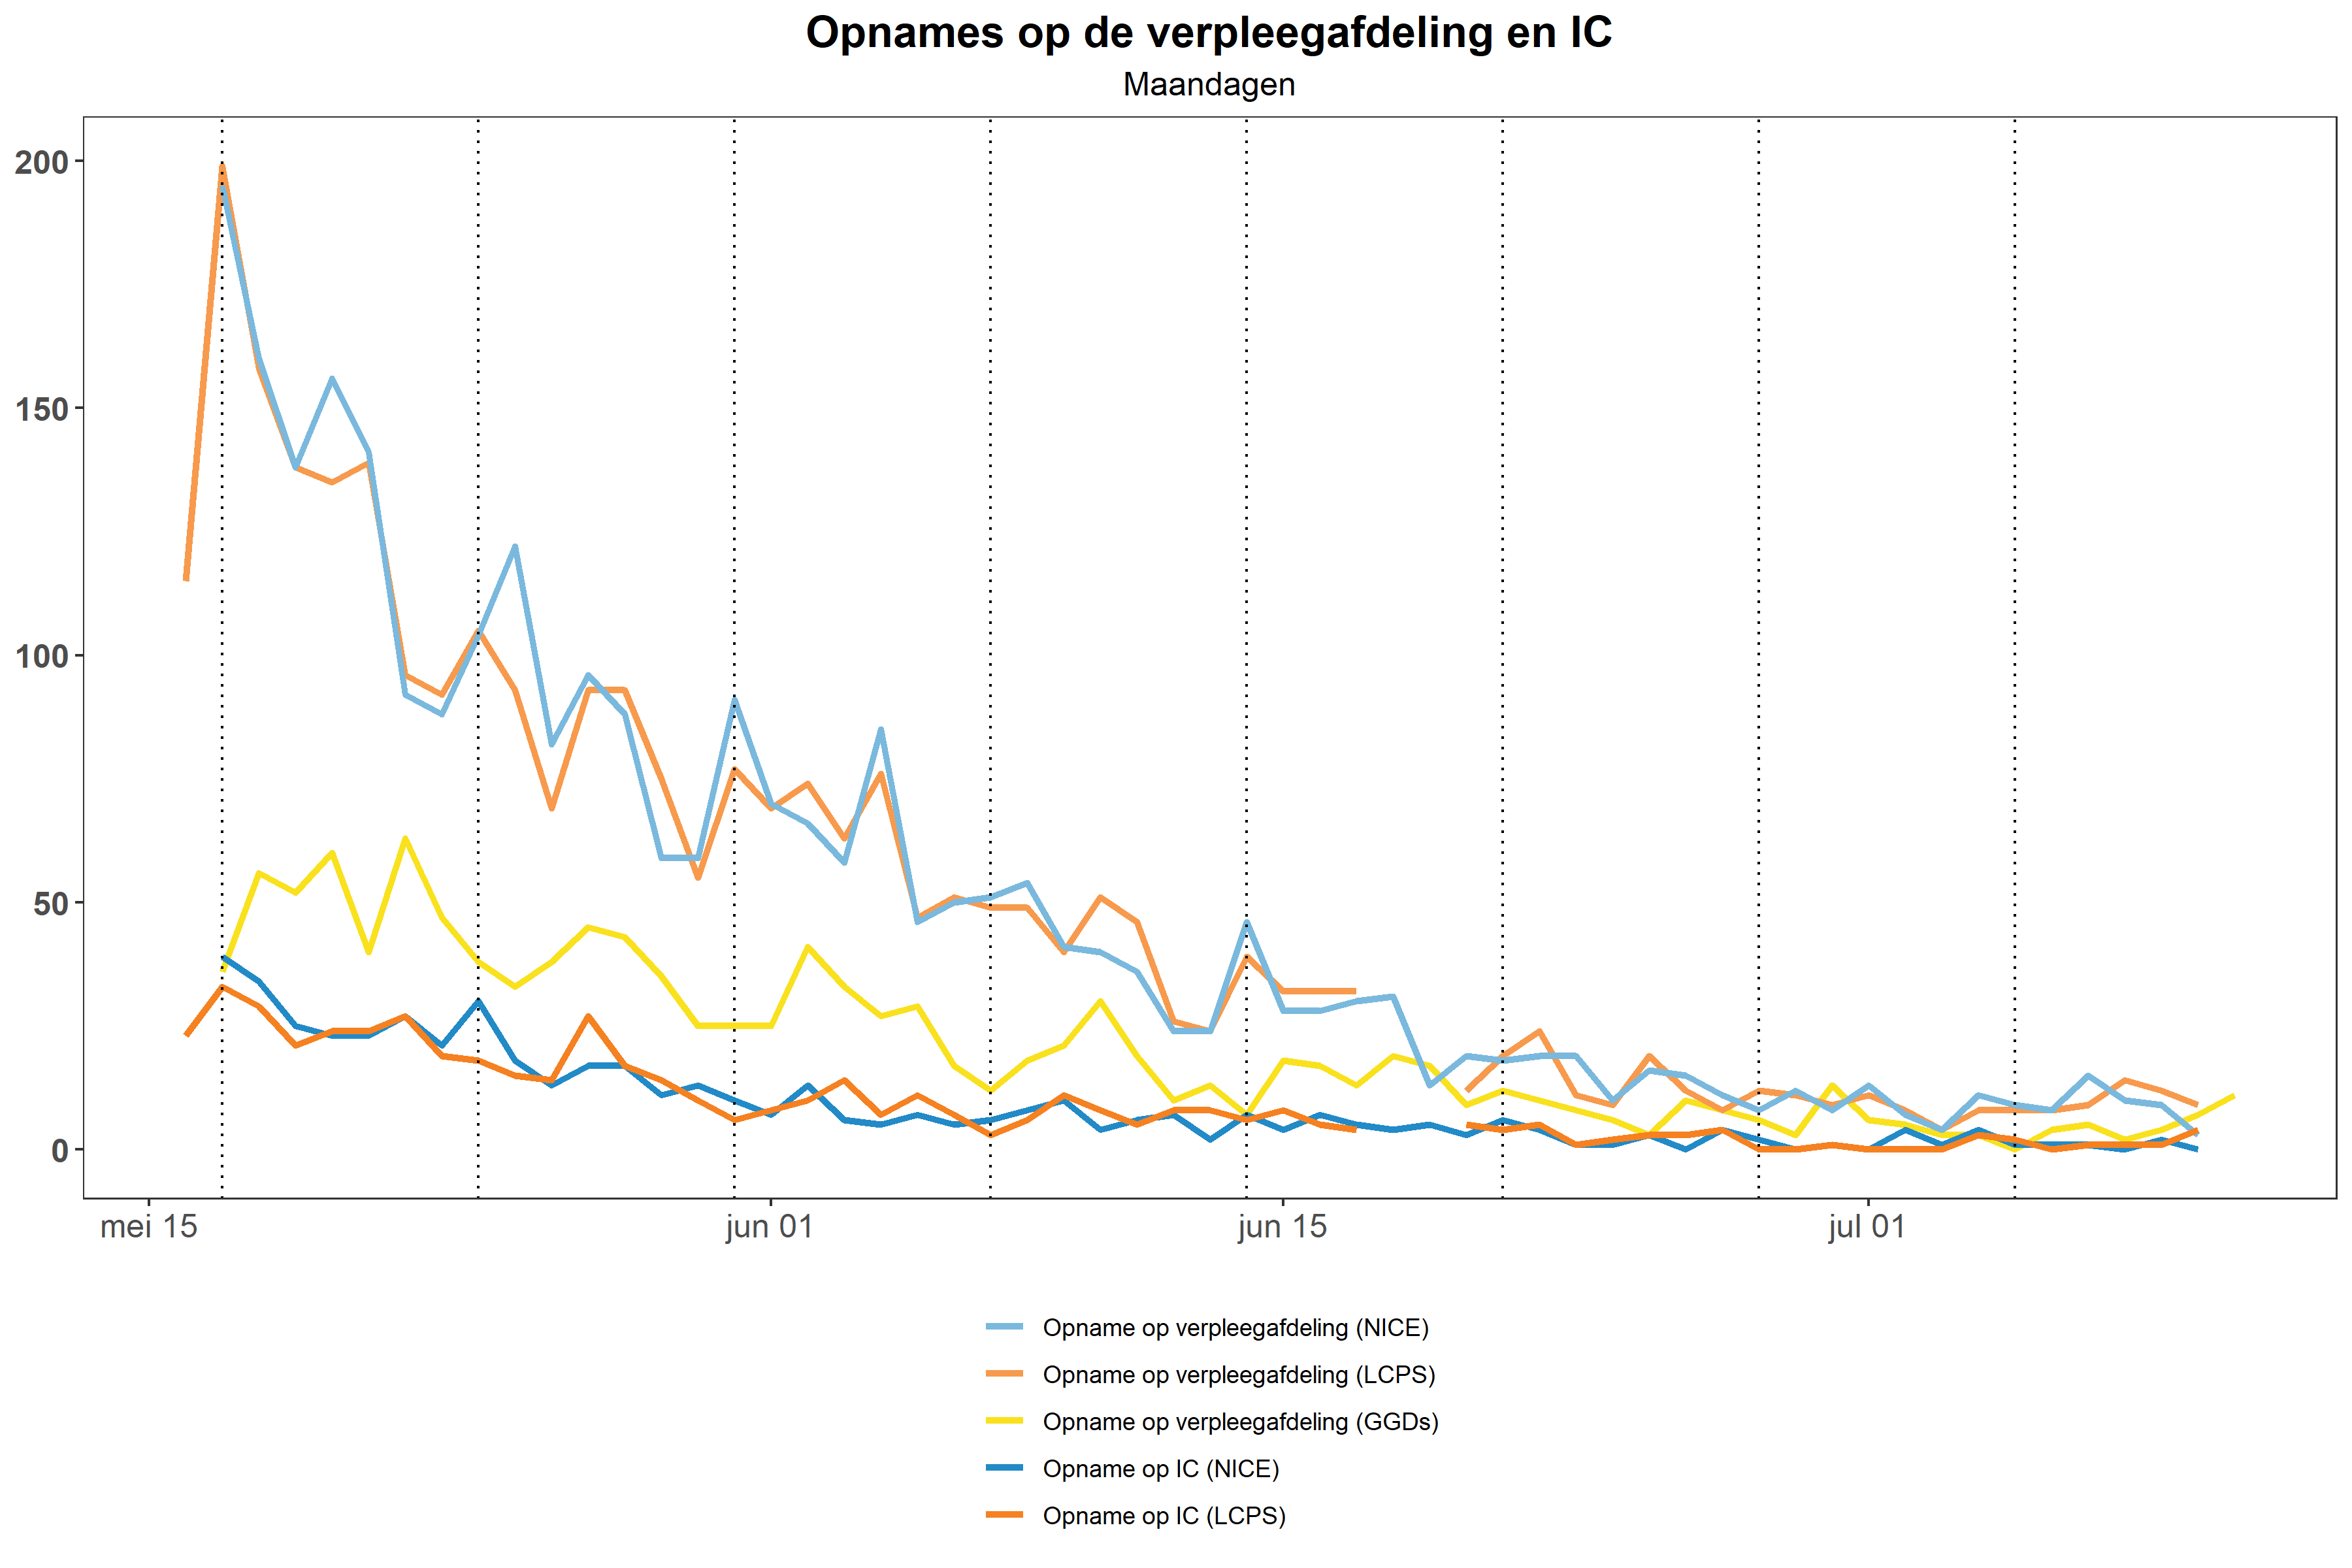 Opnames op de verpleegafdeling en IC
Maandagen
200
150
100
50
0
mei 15 jun 01 jun 15 jul 01
Opname op verpleegafdeling (NICE)
Opname op verpleegafdeling (LCPS)
Opname op verpleegafdeling (GGDs)
Opname op IC (NICE)
Opname op IC (LCPS)